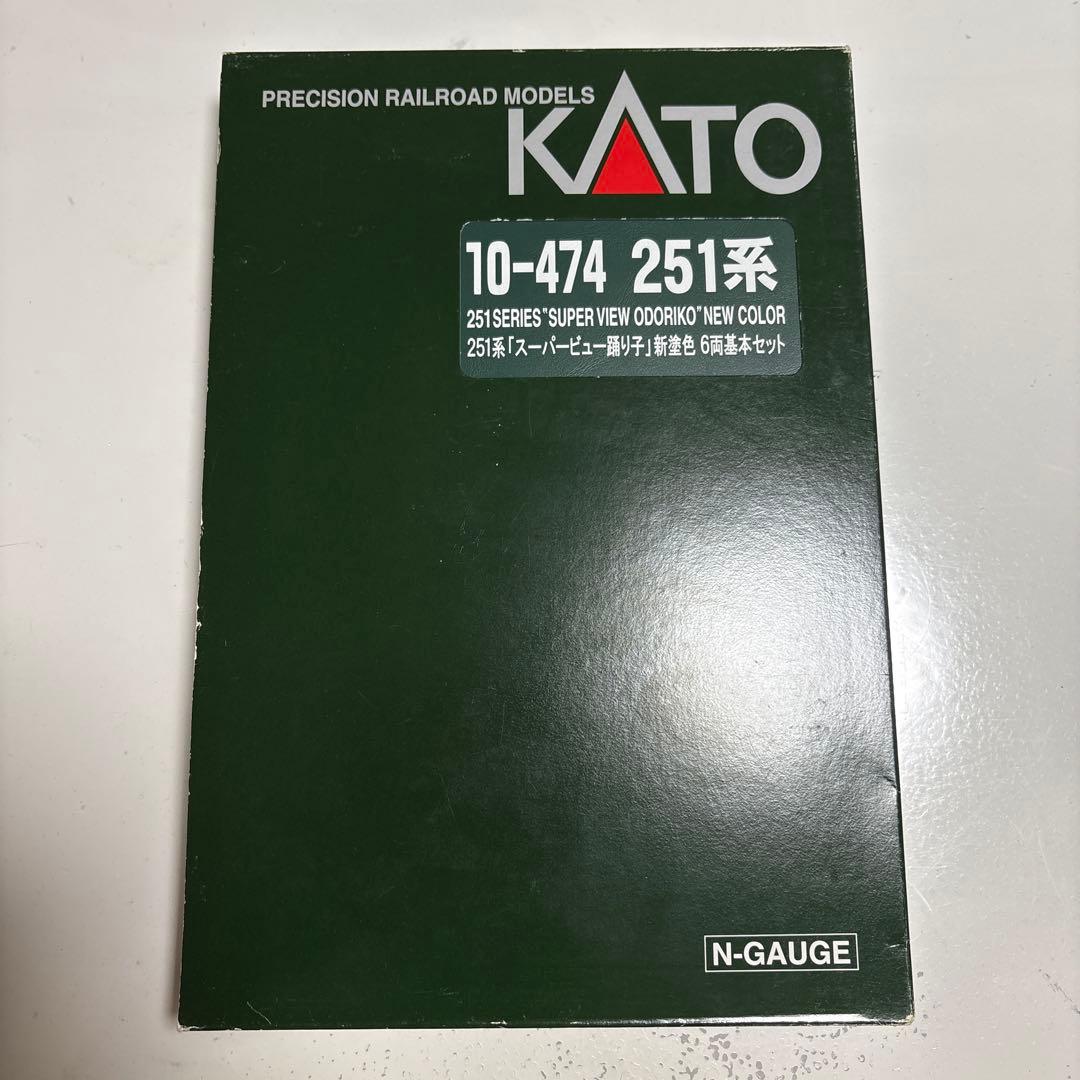 PRECISION RAILROAD MODELS
KATO
10-474 251系
251 SERIES "SUPER VIEW ODORIKO" NEW COLOR
251系「スーパービュー踊り子」新塗色 6両基本セット
N-GAUGE